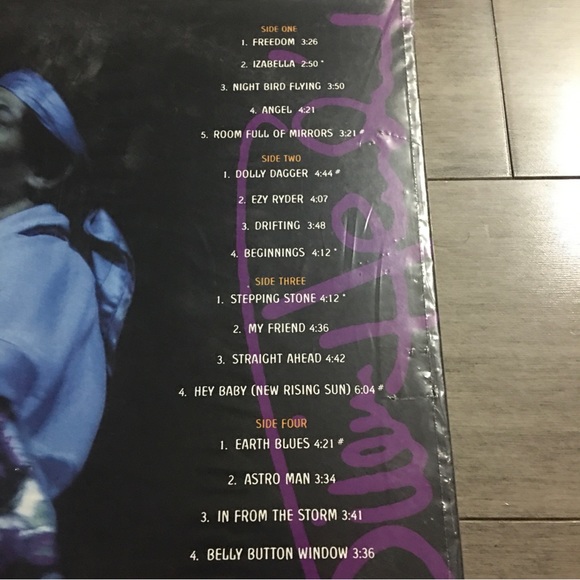 SIDE ONE
1. FREEDOM 3:26
2. IZABELLA 2:50 *
3. NIGHT BIRD FLYING 3:50
4. ANGEL 4:21
5. ROOM FULL OF MIRRORS 3:21 #
SIDE TWO
1. DOLLY DAGGER 4:44 #
2. EZY RYDER 4:07
3. DRIFTING 3:48
4. BEGINNINGS 4:12 *
SIDE THREE
1. STEPPING STONE 4:12 *
2. MY FRIEND 4:36
3. STRAIGHT AHEAD 4:42
4. HEY BABY (NEW RISING SUN) 6:04 #
SIDE FOUR
1. EARTH BLUES 4:21 #
2. ASTRO MAN 3:34
3. IN FROM THE STORM 3:41
4. BELLY BUTTON WINDOW 3:36